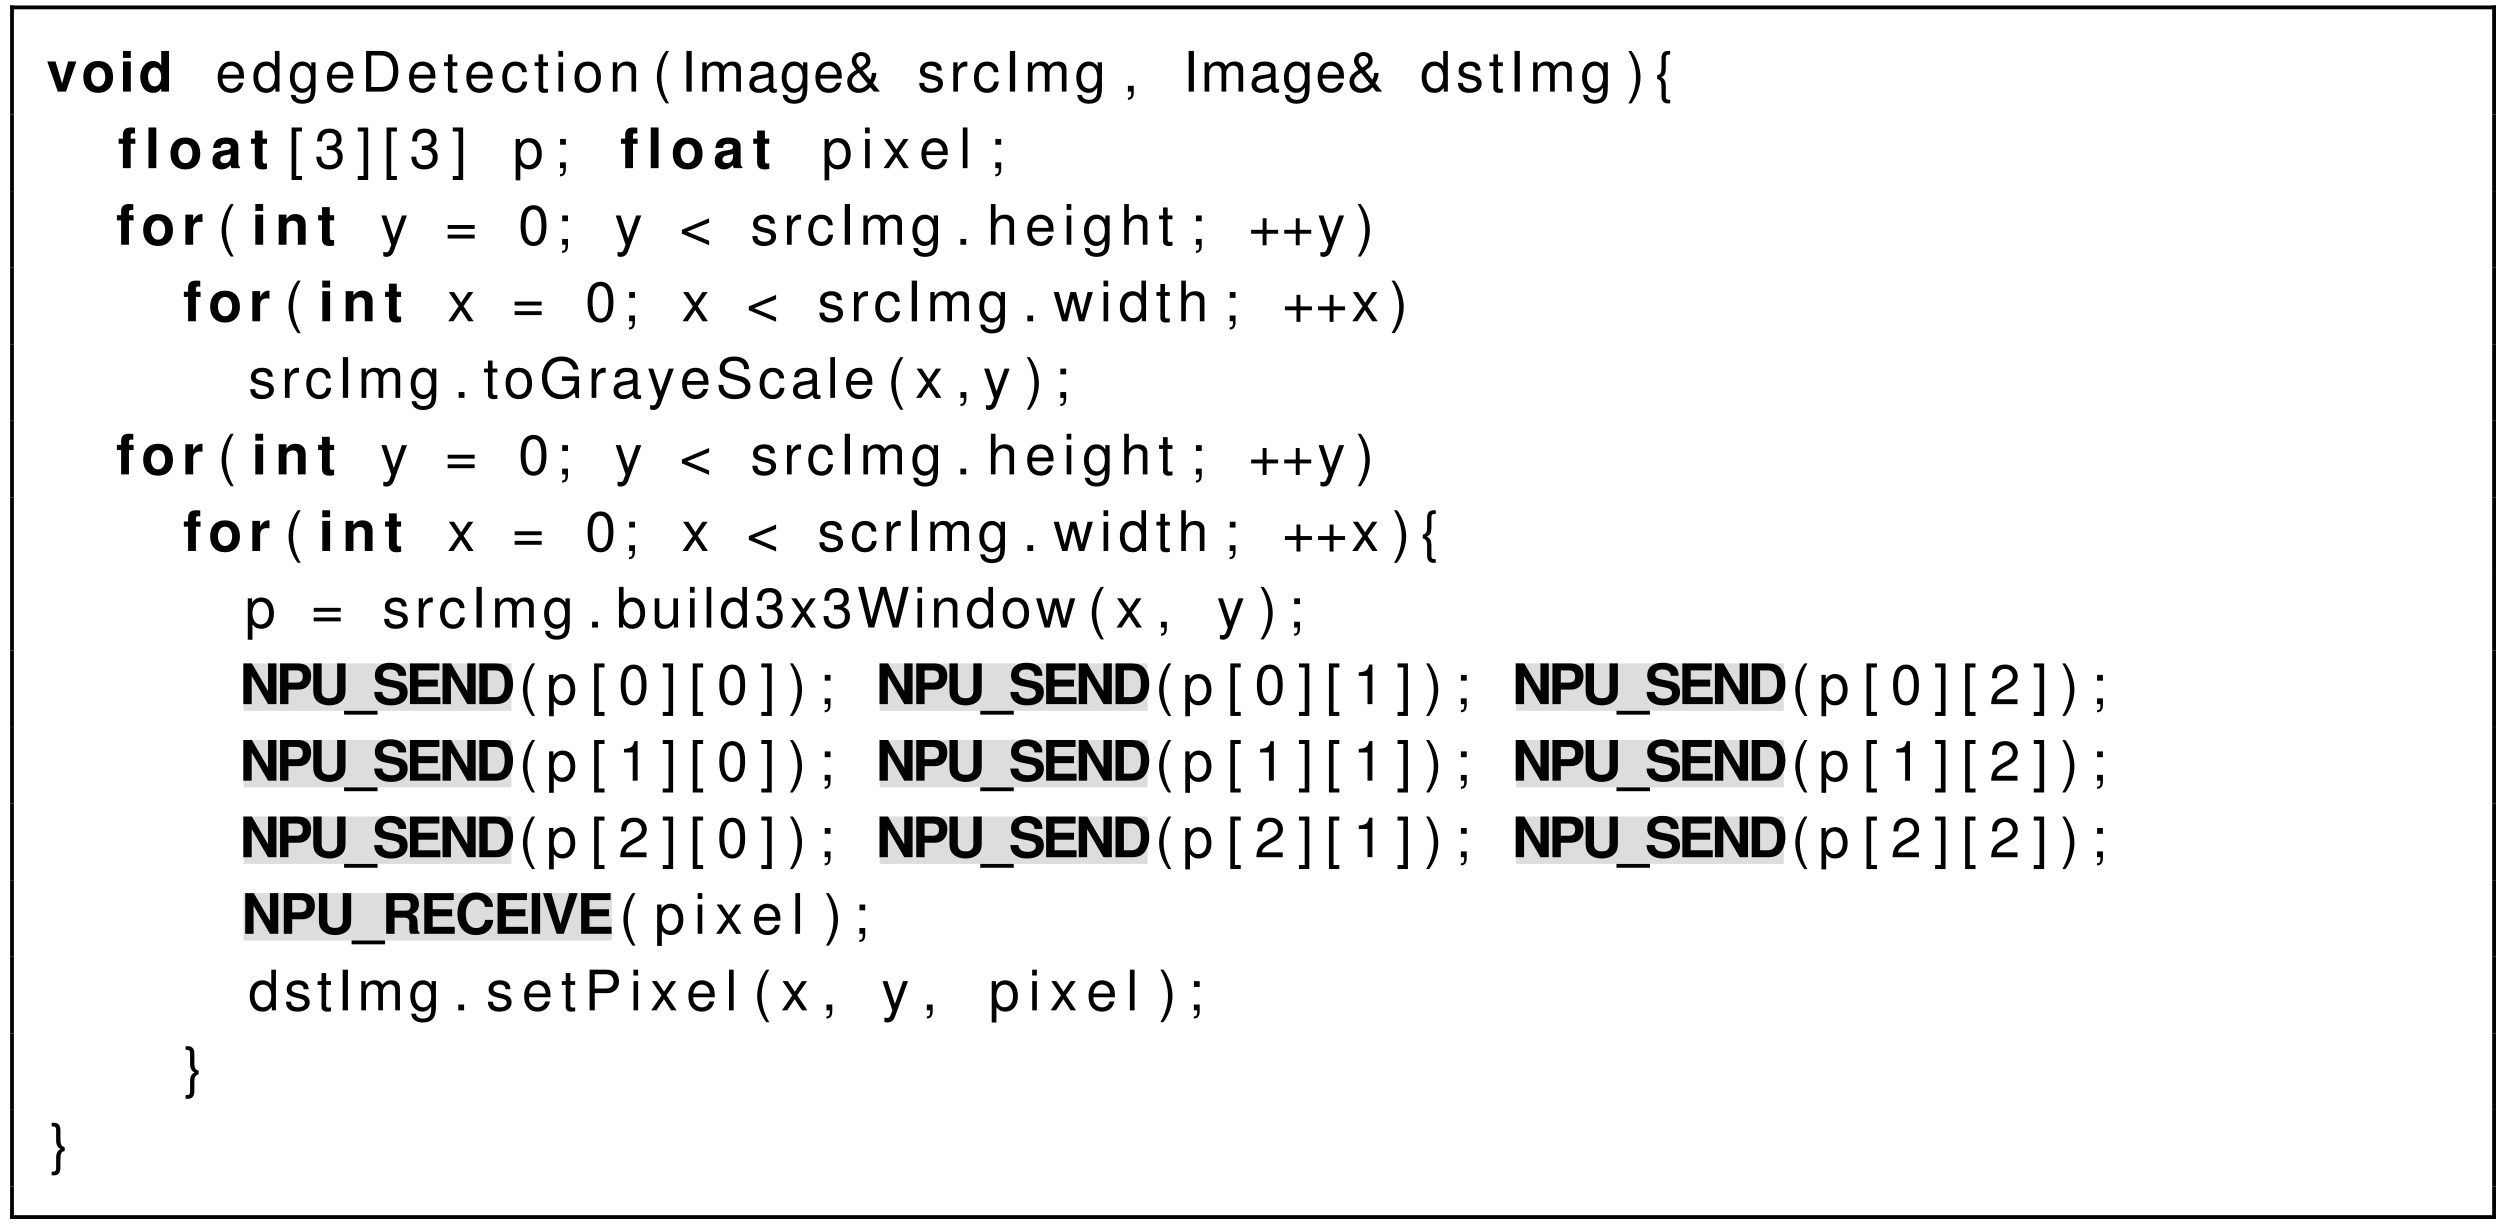 void edgeDetection(Image& srcImg, Image& dstImg){
float[3][3] p; float pixel;
for(int y = 0; y < srcImg.height; ++y)
for(int x = 0; x < srcImg.width; ++x)
srcImg.toGrayeScale(x,y);
for(int y = 0; y < srcImg.height; ++y)
for(int x = 0; x < scrImg.width; ++x){
p = srcImg.build3x3Window(x, y);
NPU_SEND(p[0][0]); NPU_SEND(p[0][1]); NPU_SEND(p[0][2]);
NPU_SEND(p[1][0]); NPU_SEND(p[1][1]); NPU_SEND(p[1][2]);
NPU_SEND(p[2][0]); NPU_SEND(p[2][1]); NPU_SEND(p[2][2]);
NPU_RECEIVE(pixel);
dstImg.setPixel(x, y, pixel);
}
}